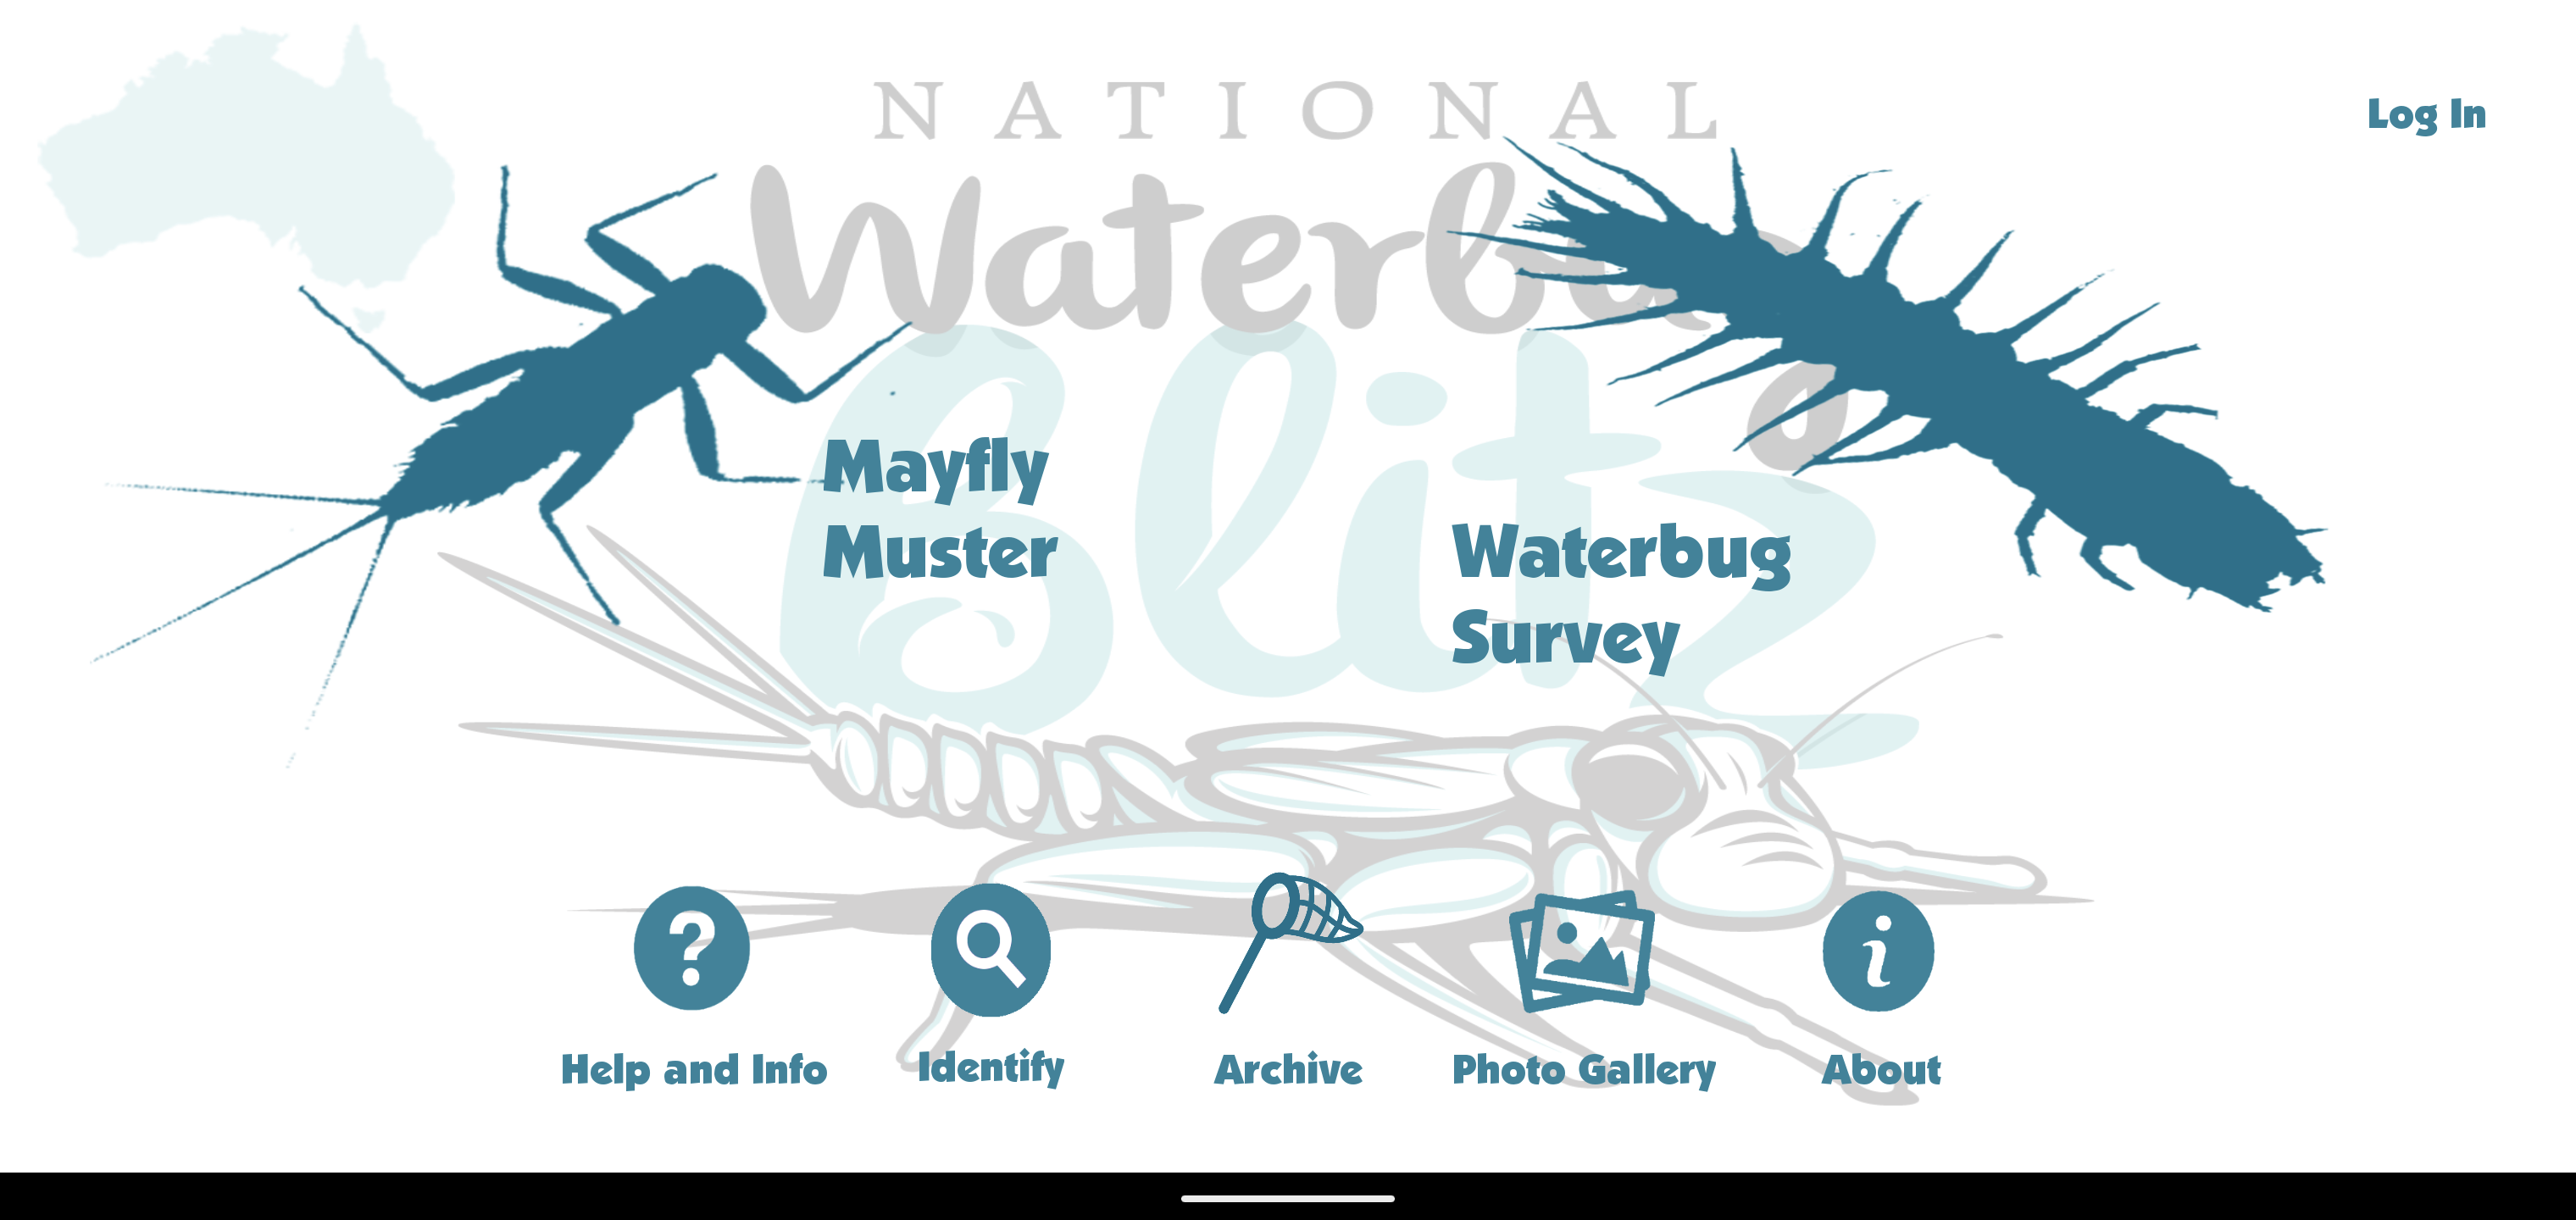 NATIONAL
Log In
Waterbug
Blitz
Mayfly
Muster
Waterbug
Survey
Help and Info
Identify
Archive
Photo Gallery
About